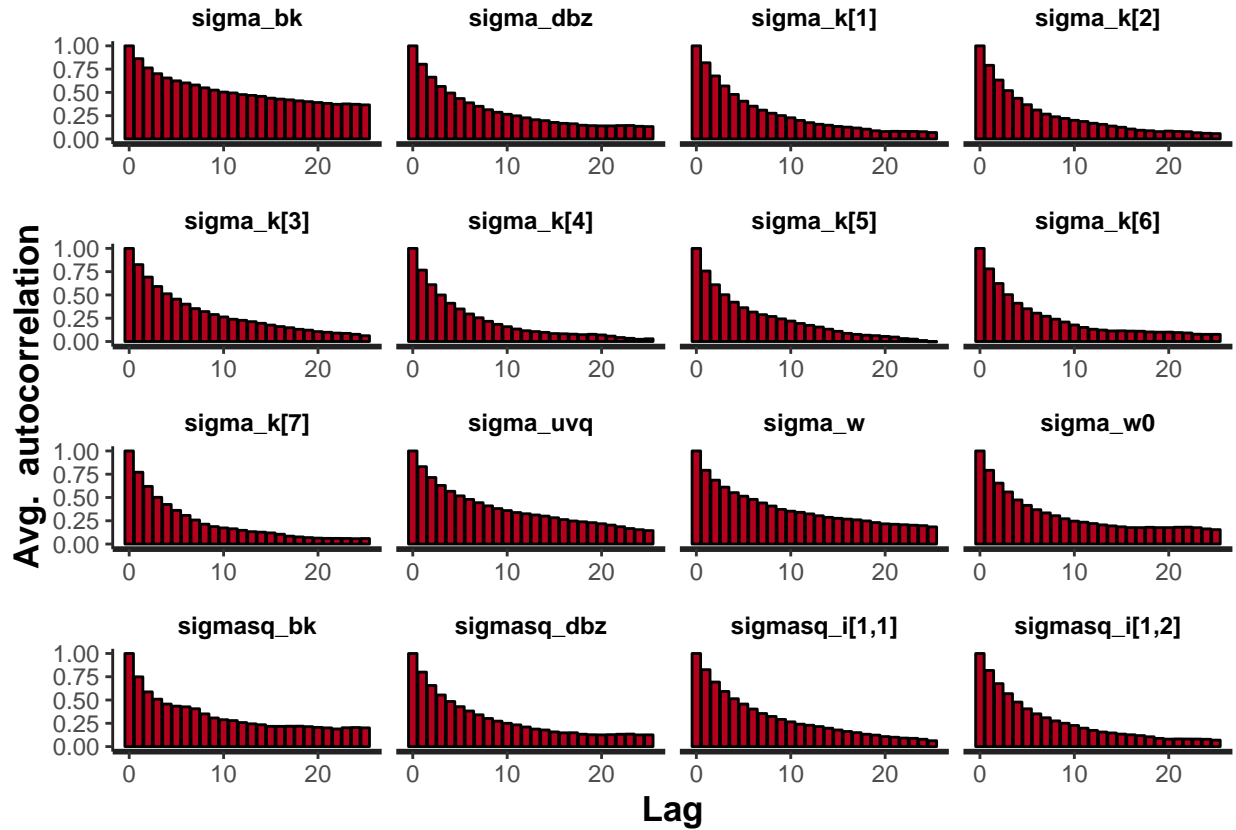 sigma_bk sigma_dbz sigma_k[1] sigma_k[2]
1.00
0.75
0.50
0.25
0.00
0 10 20 0 10 20 0 10 20 0 10 20
sigma_k[3] sigma_k[4] sigma_k[5] sigma_k[6]
1.00
0.75
0.50
0.25
0.00
0 10 20 0 10 20 0 10 20 0 10 20
Avg. autocorrelation
sigma_k[7] sigma_uvq sigma_w sigma_w0
1.00
0.75
0.50
0.25
0.00
0 10 20 0 10 20 0 10 20 0 10 20
sigmasq_bk sigmasq_dbz sigmasq_i[1,1] sigmasq_i[1,2]
1.00
0.75
0.50
0.25
0.00
0 10 20 0 10 20 0 10 20 0 10 20
Lag